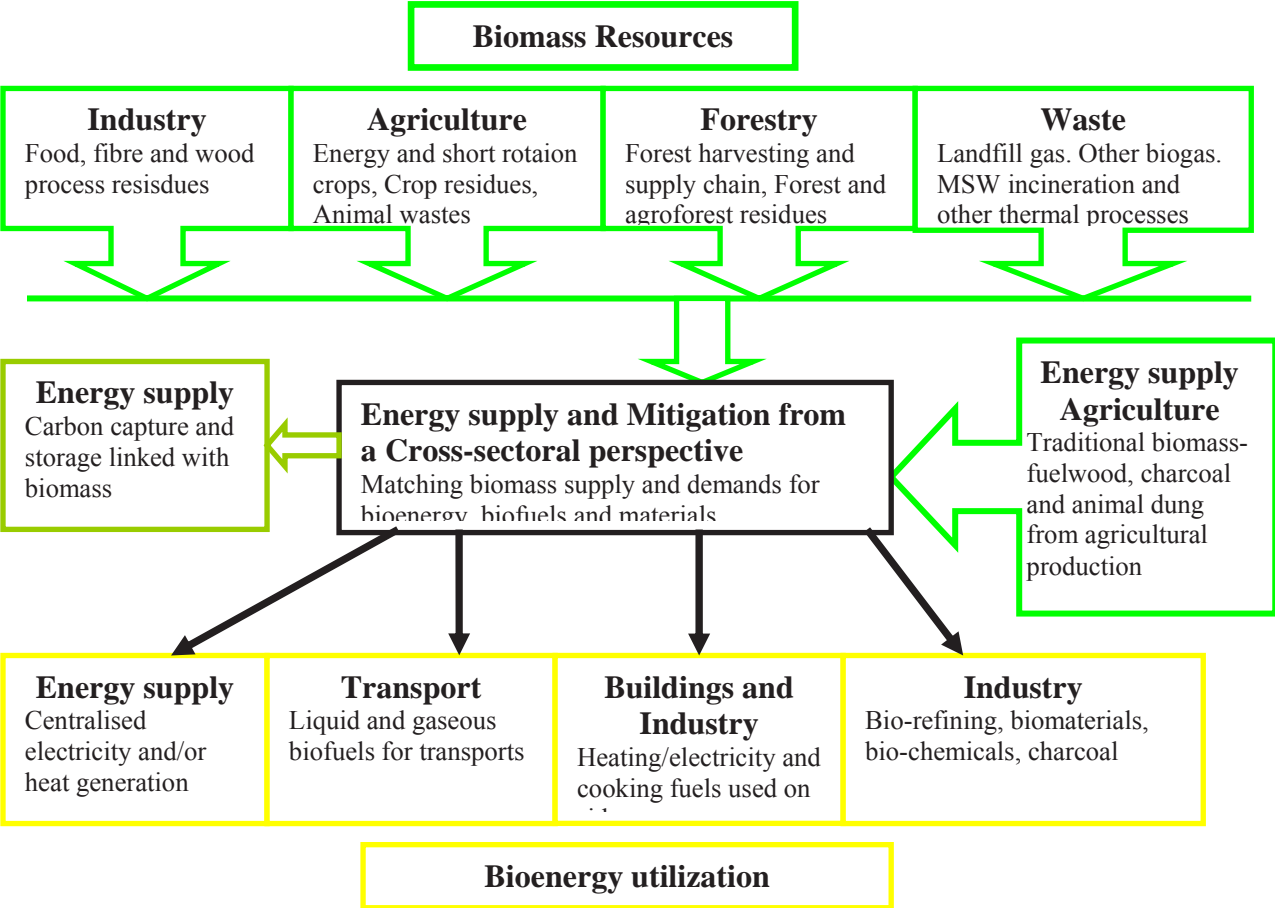 Biomass Resources
Industry
Food, fibre and wood
process resisdues
Agriculture
Energy and short rotaion
crops, Crop residues,
Animal wastes
Forestry
Forest harvesting and
supply chain, Forest and
agroforest residues
Waste
Landfill gas. Other biogas.
MSW incineration and
other thermal processes
Energy supply
Carbon capture and
storage linked with
biomass
Energy supply and Mitigation from
a Cross-sectoral perspective
Matching biomass supply and demands for
bioenergy, biofuels and materials
Energy supply
Agriculture
Traditional biomass-
fuelwood, charcoal
and animal dung
from agricultural
production
Energy supply
Centralised
electricity and/or
heat generation
Transport
Liquid and gaseous
biofuels for transports
Buildings and
Industry
Heating/electricity and
cooking fuels used on
Industry
Bio-refining, biomaterials,
bio-chemicals, charcoal
Bioenergy utilization